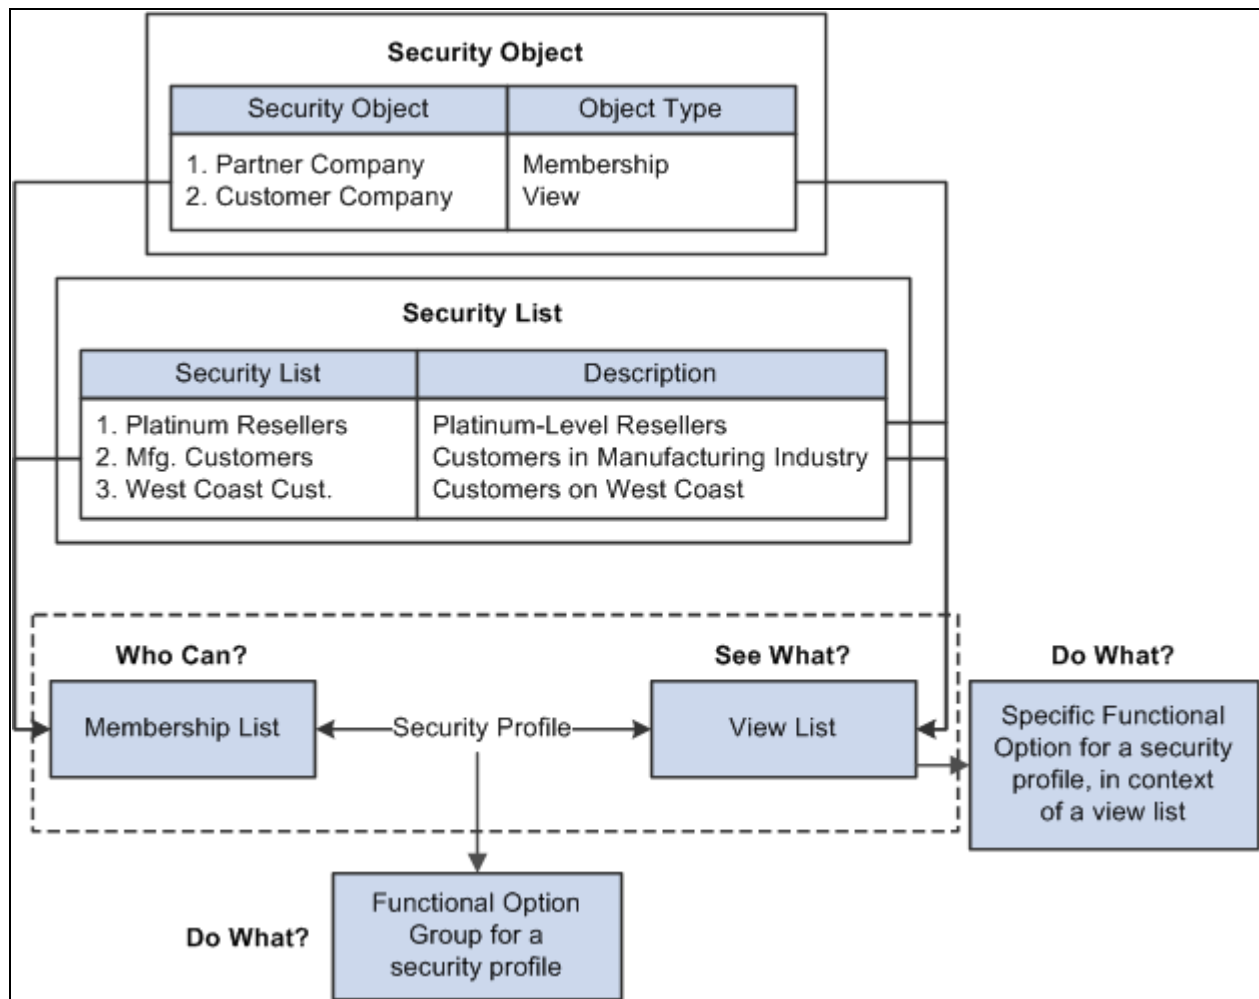 Security Object
Security Object Object Type
1. Partner Company Membership
2. Customer Company View
Security List
Security List Description
1. Platinum Resellers Platinum-Level Resellers
2. Mfg. Customers Customers in Manufacturing Industry
3. West Coast Cust. Customers on West Coast
Who Can? See What? Do What?
Membership List
Security Profile
View List
Specific Functional
Option for a security
profile, in context
of a view list
Do What?
Functional Option
Group for a
security profile